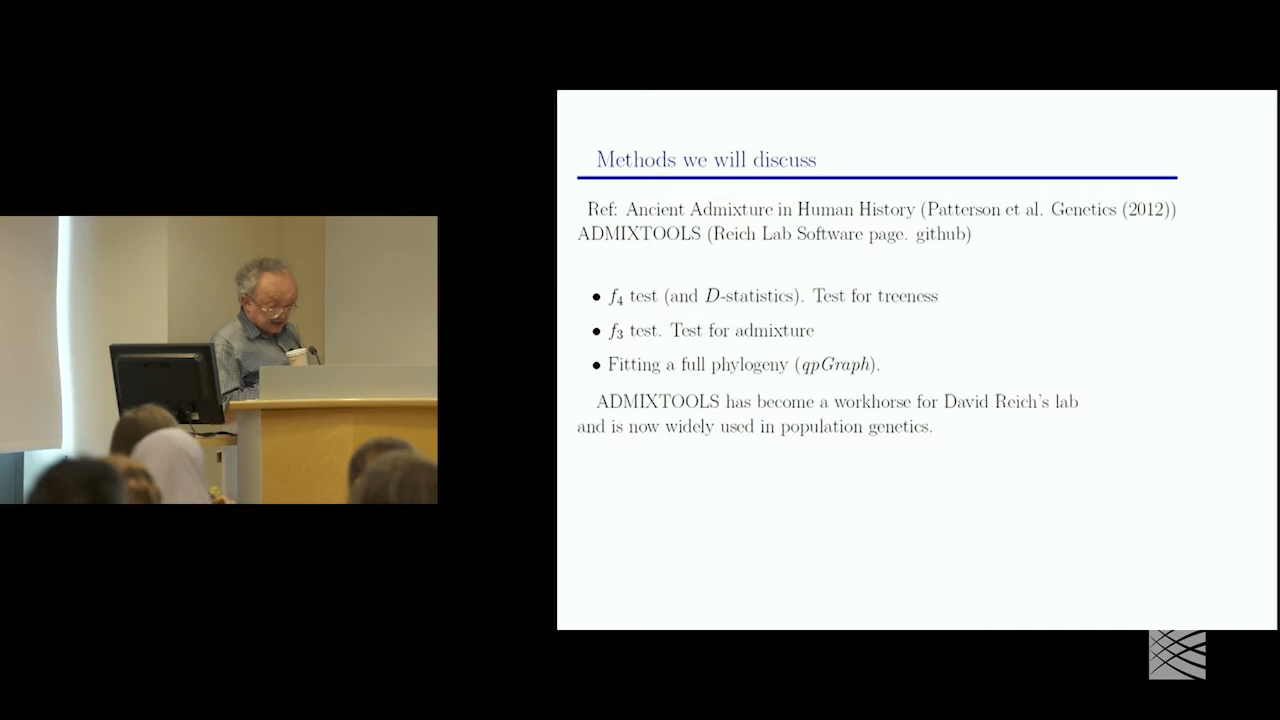 Methods we will discuss
Ref: Ancient Admixture in Human History (Patterson et al. Genetics (2012))
ADMIXTOOLS (Reich Lab Software page. github)
• f₄ test (and D-statistics). Test for treeness
• f₃ test. Test for admixture
• Fitting a full phylogeny (qpGraph).
ADMIXTOOLS has become a workhorse for David Reich's lab
and is now widely used in population genetics.